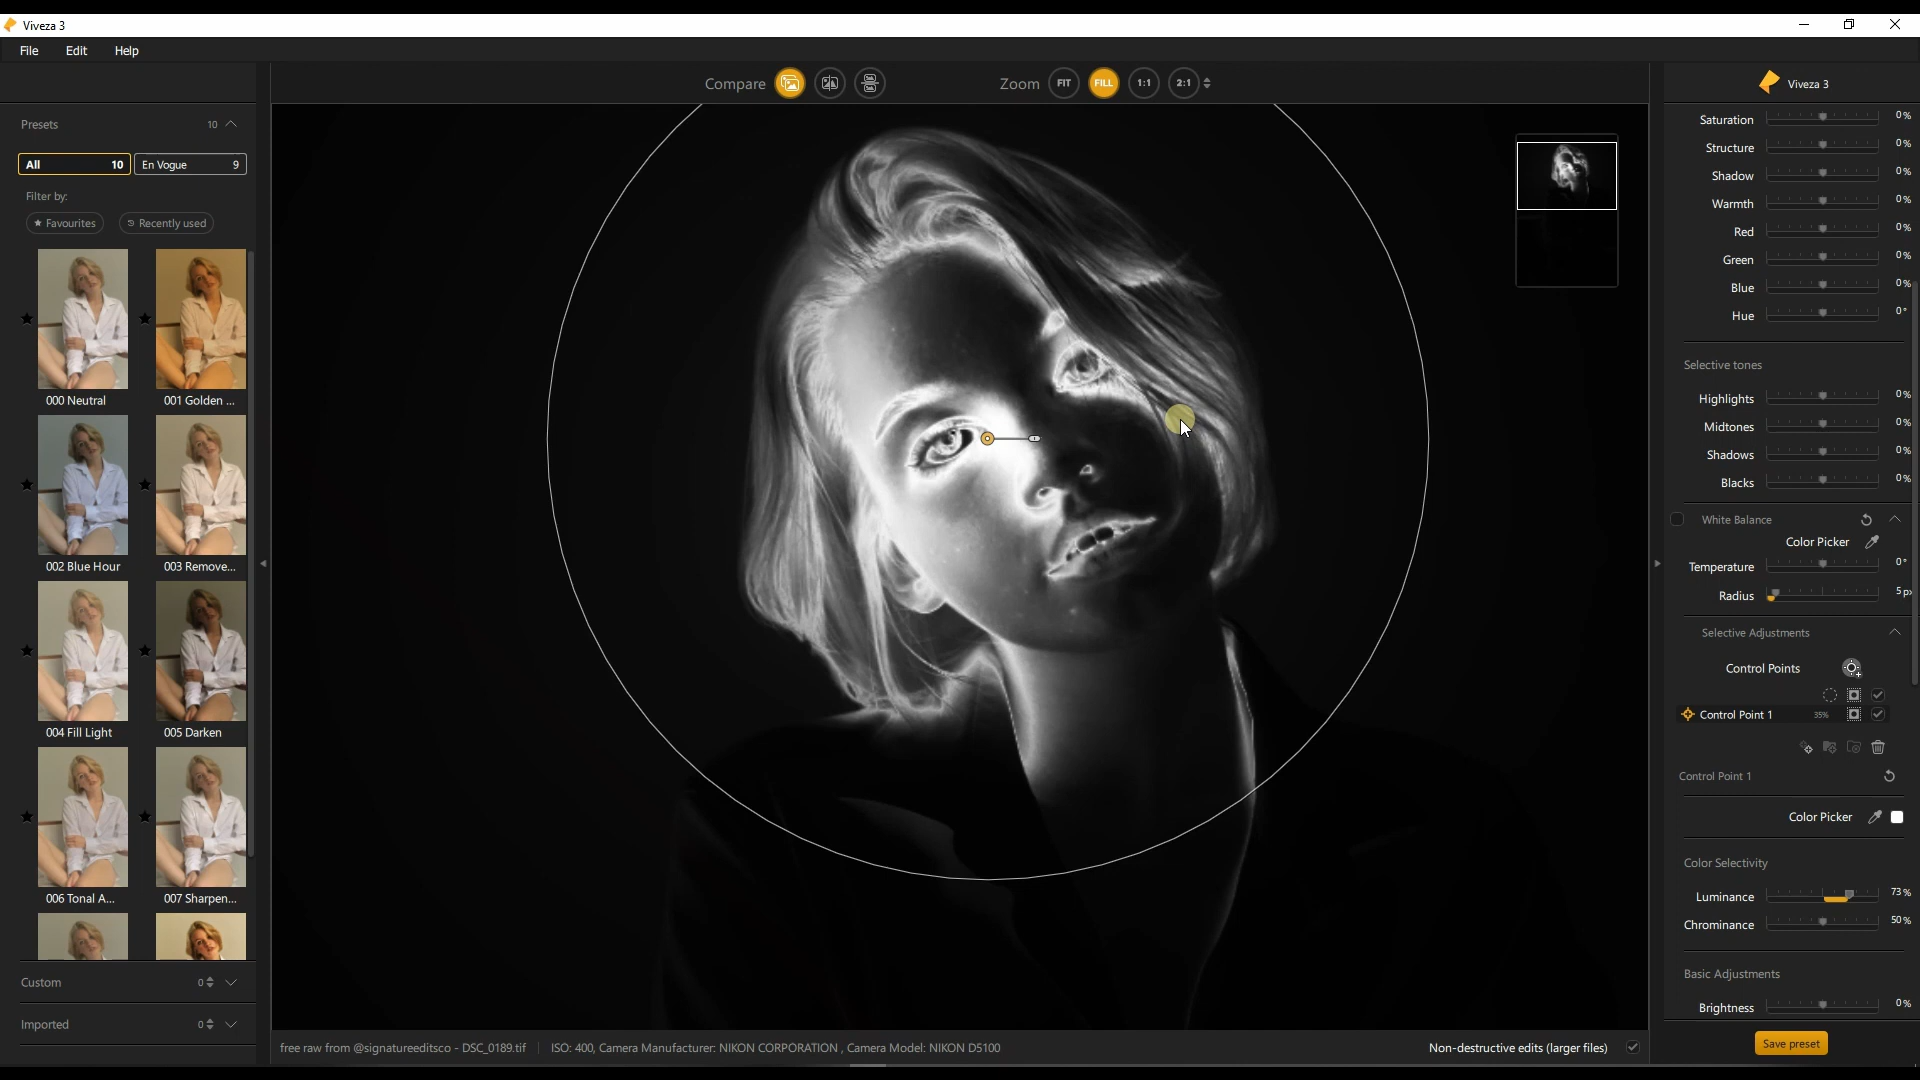 Viveza 3
File Edit Help
Compare
Zoom FIT FILL 1:1 2:1
Viveza 3
Presets 10
All 10 En Vogue 9
Filter by:
★ Favourites Recently used
000 Neutral 001 Golden ...
002 Blue Hour 003 Remove...
004 Fill Light 005 Darken
006 Tonal A... 007 Sharpen...
Custom 0
Imported 0
Saturation 0%
Structure 0%
Shadow 0%
Warmth 0%
Red 0%
Green 0%
Blue 0%
Hue 0°
Selective tones
Highlights 0%
Midtones 0%
Shadows 0%
Blacks 0%
White Balance
Color Picker
Temperature 0°
Radius 5 px
Selective Adjustments
Control Points
Control Point 1 35%
Control Point 1
Color Picker
Color Selectivity
Luminance 73%
Chrominance 50%
Basic Adjustments
Brightness 0%
free raw from @signatureeditsco - DSC_0189.tif ISO: 400, Camera Manufacturer: NIKON CORPORATION , Camera Model: NIKON D5100
Non-destructive edits (larger files)
Save preset